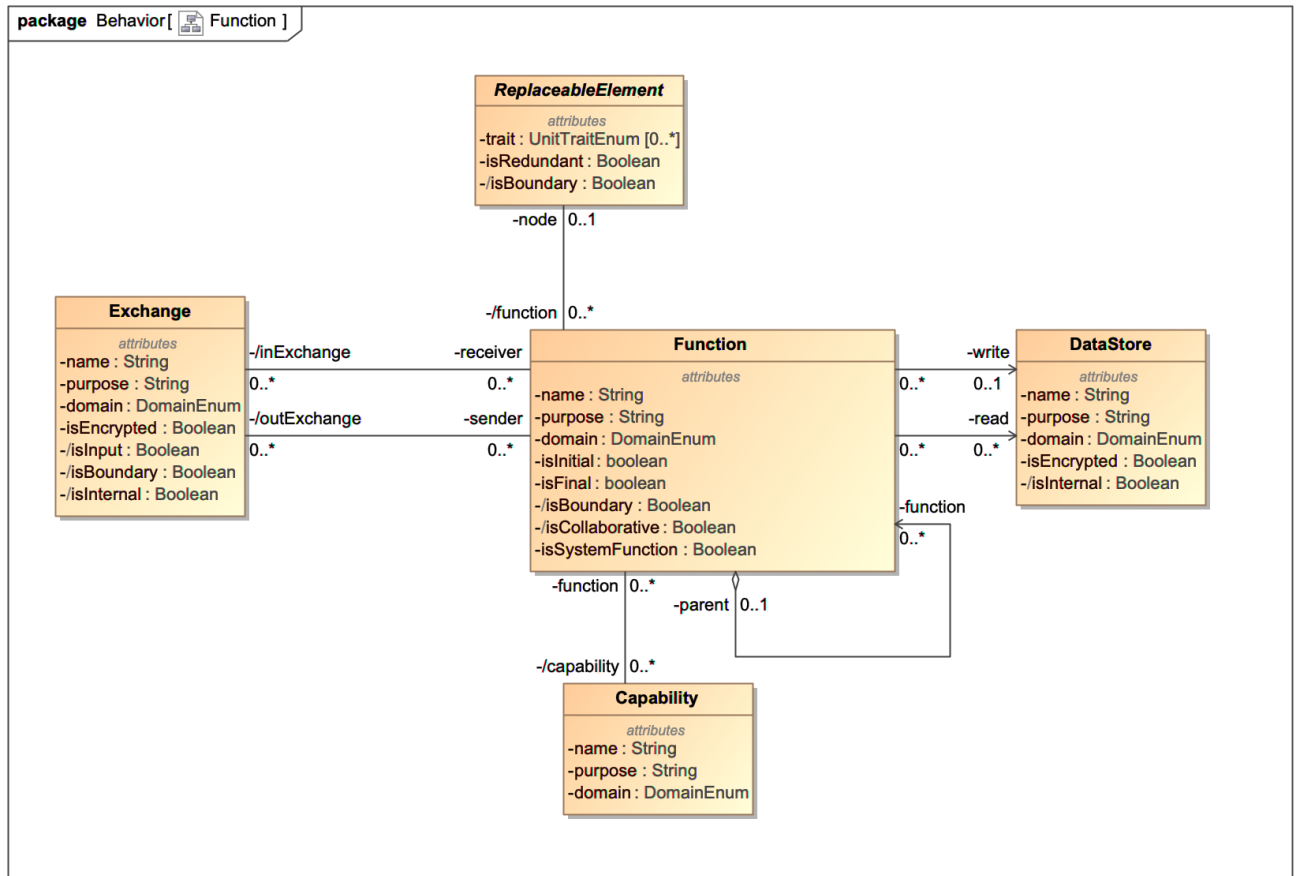 package Behavior[ Function ]
ReplaceableElement
attributes
-trait : UnitTraitEnum [0..*]
-isRedundant : Boolean
-/isBoundary : Boolean
-node 0..1
-/function 0..*
Exchange
attributes
-name : String
-purpose : String
-domain : DomainEnum
-isEncrypted : Boolean
-/isInput : Boolean
-/isBoundary : Boolean
-/isInternal : Boolean
-/inExchange -receiver
0..* 0..*
-/outExchange -sender
0..* 0..*
Function
attributes
-name : String
-purpose : String
-domain : DomainEnum
-isInitial : boolean
-isFinal : boolean
-/isBoundary : Boolean
-/isCollaborative : Boolean
-isSystemFunction : Boolean
-write
0..* 0..1
-read
0..* 0..*
DataStore
attributes
-name : String
-purpose : String
-domain : DomainEnum
-isEncrypted : Boolean
-/isInternal : Boolean
-function
0..*
-function 0..*
-parent 0..1
-/capability 0..*
Capability
attributes
-name : String
-purpose : String
-domain : DomainEnum